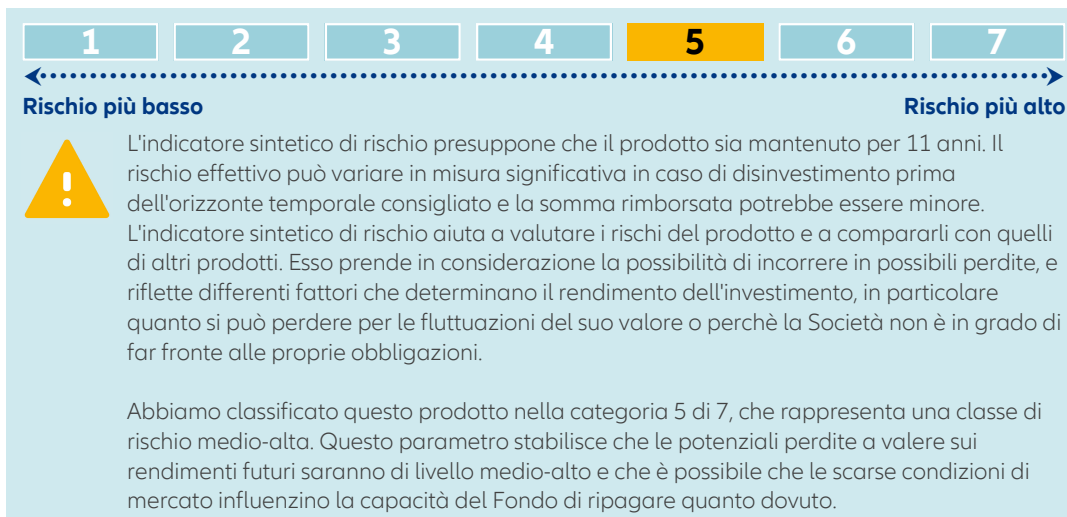 1 2 3 4 5 6 7
Rischio più basso Rischio più alto
L'indicatore sintetico di rischio presuppone che il prodotto sia mantenuto per 11 anni. Il
rischio effettivo può variare in misura significativa in caso di disinvestimento prima
dell'orizzonte temporale consigliato e la somma rimborsata potrebbe essere minore.
L'indicatore sintetico di rischio aiuta a valutare i rischi del prodotto e a compararli con quelli
di altri prodotti. Esso prende in considerazione la possibilità di incorrere in possibili perdite, e
riflette differenti fattori che determinano il rendimento dell'investimento, in particolare
quanto si può perdere per le fluttuazioni del suo valore o perchè la Società non è in grado di
far fronte alle proprie obbligazioni.
Abbiamo classificato questo prodotto nella categoria 5 di 7, che rappresenta una classe di
rischio medio-alta. Questo parametro stabilisce che le potenziali perdite a valere sui
rendimenti futuri saranno di livello medio-alto e che è possibile che le scarse condizioni di
mercato influenzino la capacità del Fondo di ripagare quanto dovuto.